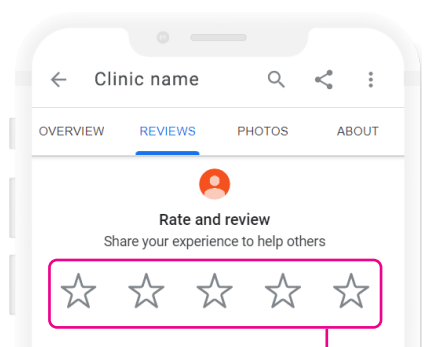 Clinic name
OVERVIEW REVIEWS PHOTOS ABOUT
Rate and review
Share your experience to help others